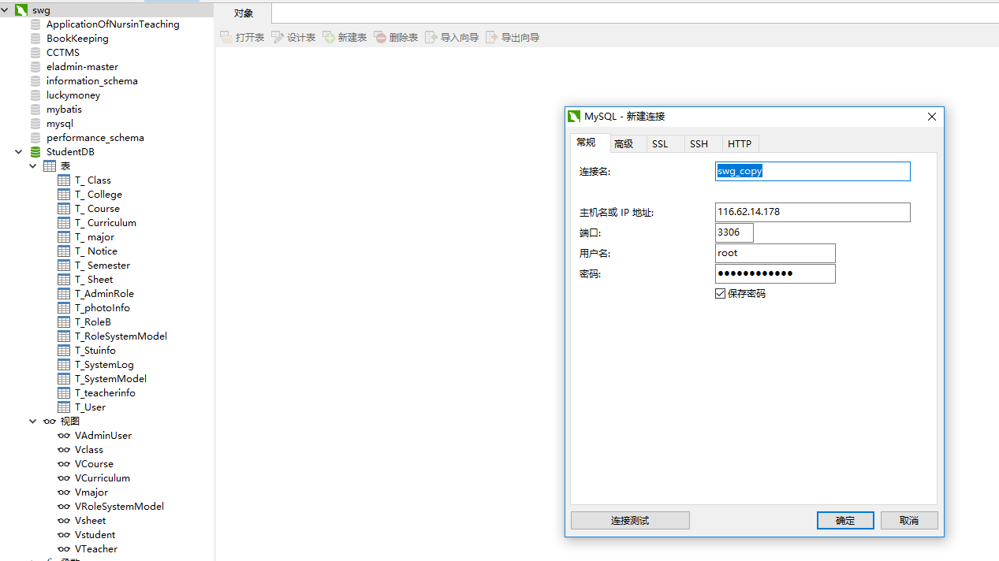 swg
ApplicationOfNursinTeaching
BookKeeping
CCTMS
eladmin-master
information_schema
luckymoney
mybatis
mysql
performance_schema
StudentDB
表
T_ Class
T_ College
T_ Course
T_ Curriculum
T_ major
T_ Notice
T_ Semester
T_ Sheet
T_AdminRole
T_photoInfo
T_RoleB
T_RoleSystemModel
T_Stuinfo
T_SystemLog
T_SystemModel
T_teacherinfo
T_User
视图
VAdminUser
Vclass
VCourse
VCurriculum
Vmajor
VRoleSystemModel
Vsheet
Vstudent
VTeacher
对象
打开表 设计表 新建表 删除表 导入向导 导出向导
MySQL - 新建连接
常规 高级 SSL SSH HTTP
连接名: swg_copy
主机名或 IP 地址: 116.62.14.178
端口: 3306
用户名: root
密码: ●●●●●●●●●●●●
保存密码
连接测试 确定 取消